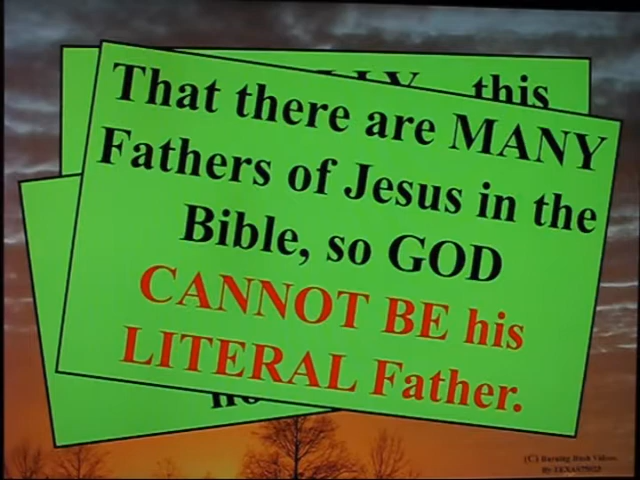 this
That there are MANY
Fathers of Jesus in the
Bible, so GOD
CANNOT BE his
LITERAL Father.
(C) Burning Bush Videos